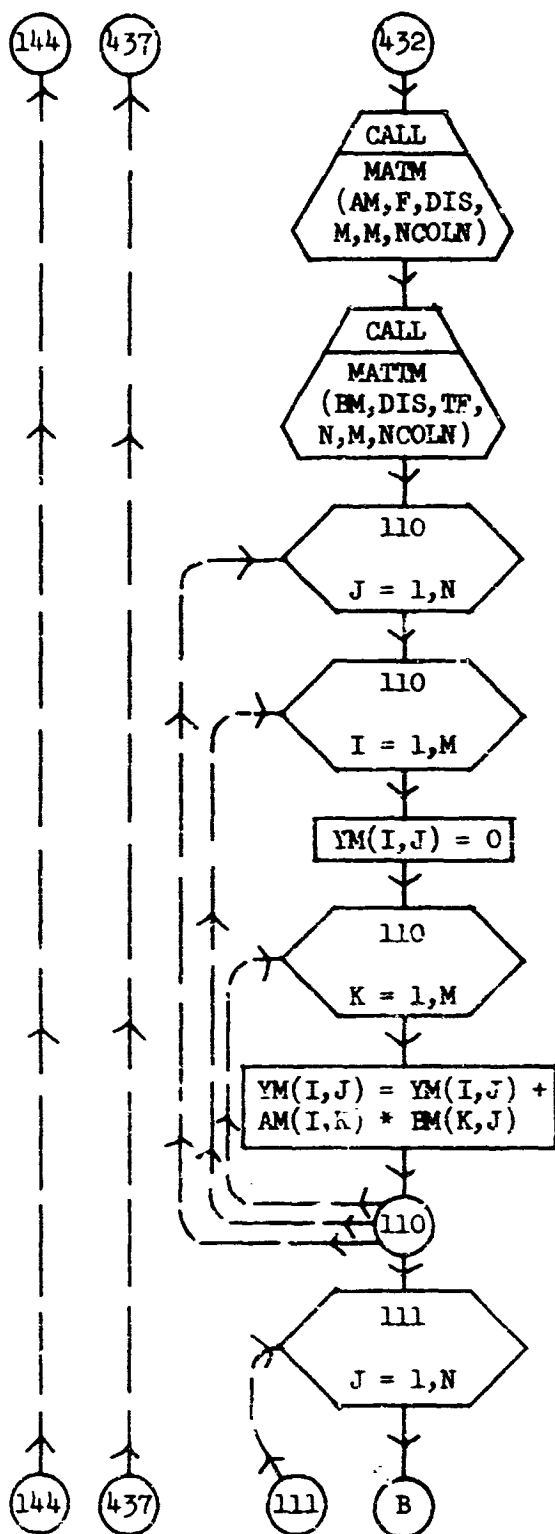 144 437 432
CALL
MATM
(AM,F,DIS,
M,M,NCOLN)
CALL
MATTM
(BM,DIS,TF,
N,M,NCOLN)
110
J = 1,N
110
I = 1,M
YM(I,J) = 0
110
K = 1,M
YM(I,J) = YM(I,J) +
AM(I,K) * BM(K,J)
110
111
J = 1,N
144 437 111 B